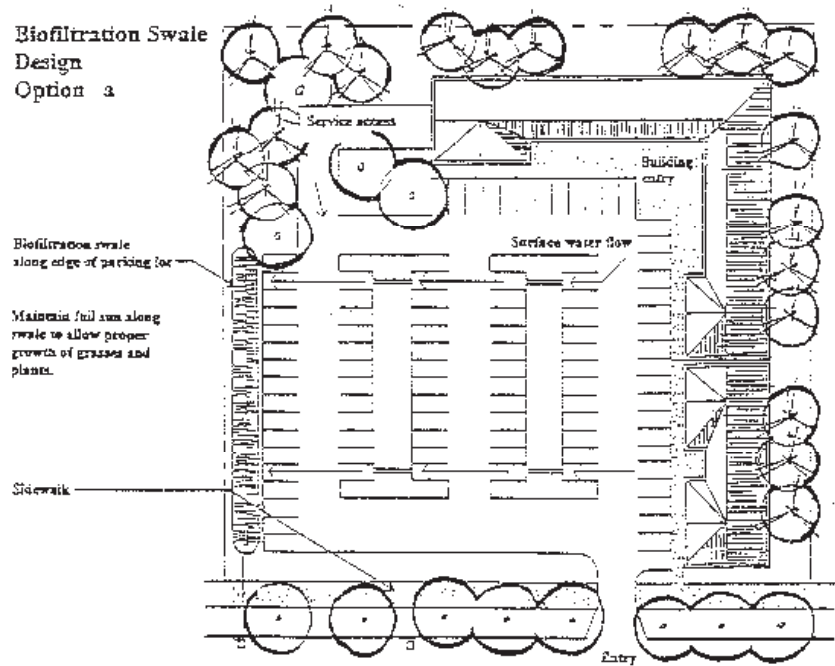 Biofiltration Swale
Design
Option a
Service access
Building
entry
Surface water flow
Biofiltration swale
along edge of parking lot
Maintain full sun along
swale to allow proper
growth of grasses and
plants.
Sidewalk
Entry